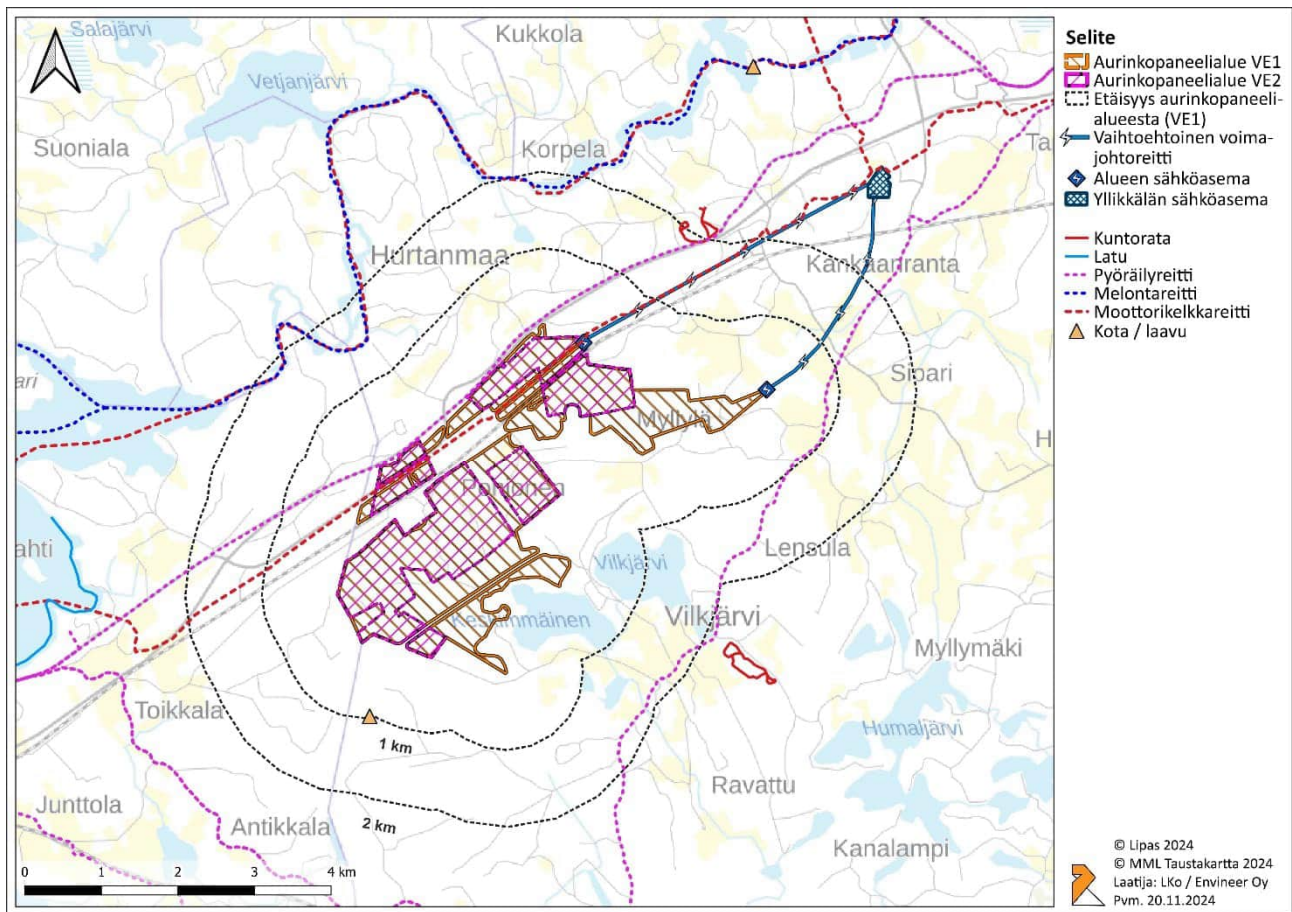 Salajärvi
Kukkola
Vetjanjärvi
Suoniala
Korpela
Hurtanmaa
Kankaanranta
Sipari
Myllylä
Pohjonen
Lensula
Vilkjärvi
Keskimmäinen
Vilkjärvi
Myllymäki
Toikkala
Humaljärvi
1 km
Ravattu
Junttola
Antikkala
2 km
Kanalampi
0 1 2 3 4 km
Selite
Aurinkopaneelialue VE1
Aurinkopaneelialue VE2
Etäisyys aurinkopaneeli-
alueesta (VE1)
Vaihtoehtoinen voima-
johtoreitti
Alueen sähköasema
Yllikkälän sähköasema
Kuntorata
Latu
Pyöräilyreitti
Melontareitti
Moottorikelkkareitti
Kota / laavu
© Lipas 2024
© MML Taustakartta 2024
Laatija: LKo / Envineer Oy
Pvm. 20.11.2024